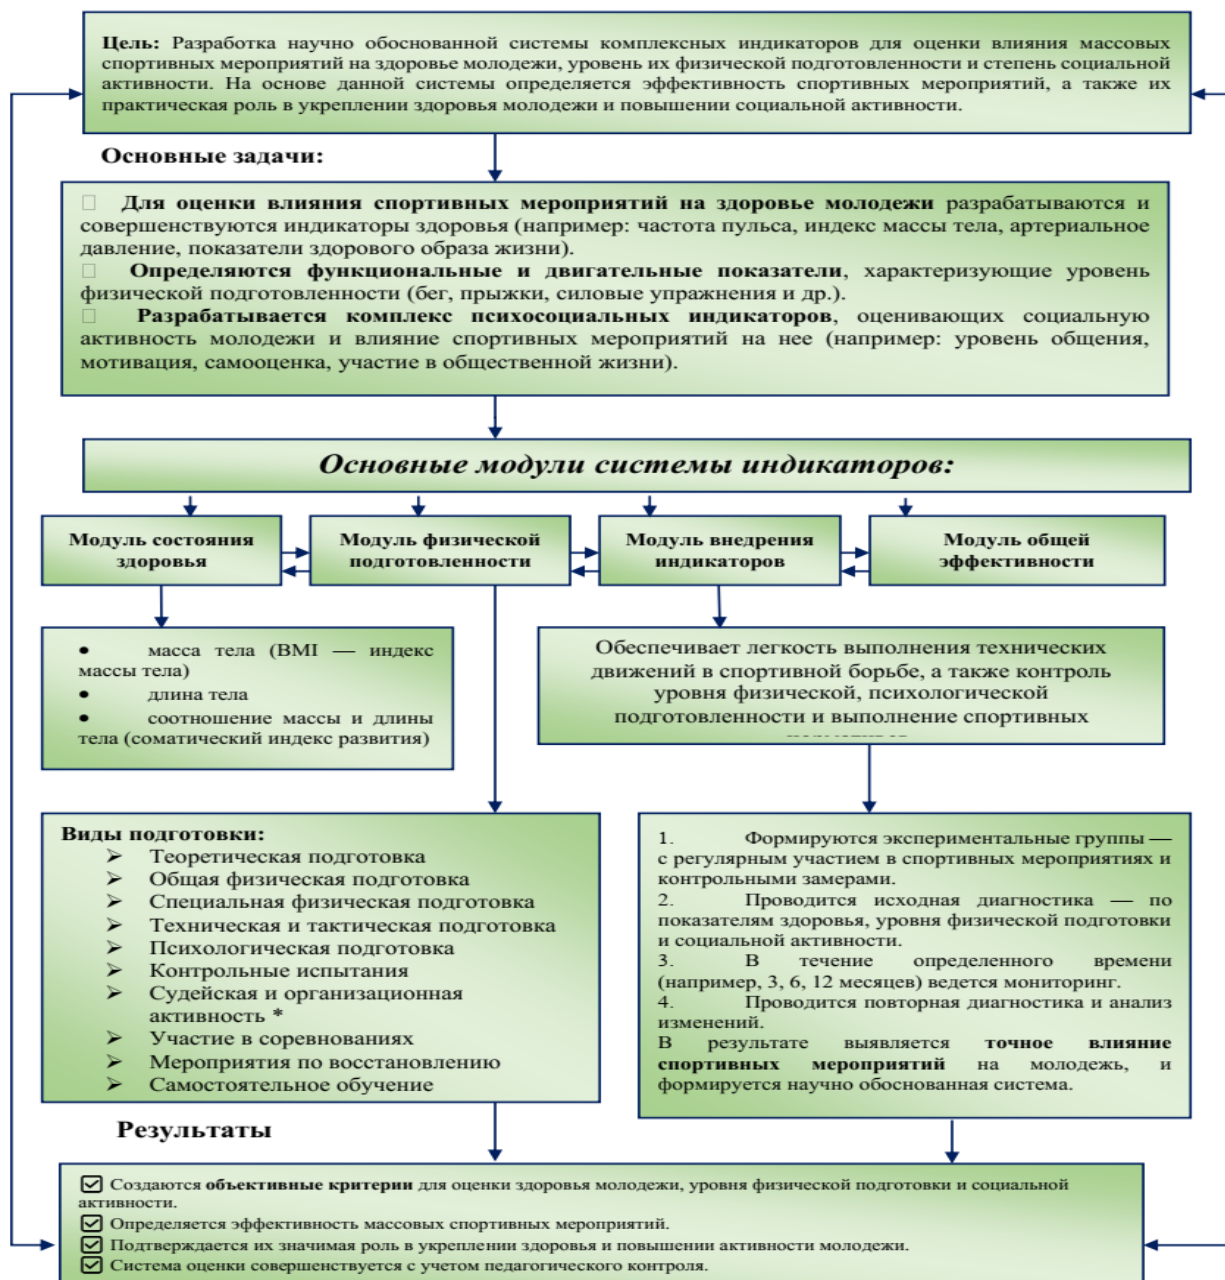 Цель: Разработка научно обоснованной системы комплексных индикаторов для оценки влияния массовых
спортивных мероприятий на здоровье молодежи, уровень их физической подготовленности и степень социальной
активности. На основе данной системы определяется эффективность спортивных мероприятий, а также их
практическая роль в укреплении здоровья молодежи и повышении социальной активности.
Основные задачи:
Для оценки влияния спортивных мероприятий на здоровье молодежи разрабатываются и
совершенствуются индикаторы здоровья (например: частота пульса, индекс массы тела, артериальное
давление, показатели здорового образа жизни).
Определяются функциональные и двигательные показатели, характеризующие уровень
физической подготовленности (бег, прыжки, силовые упражнения и др.).
Разрабатывается комплекс психосоциальных индикаторов, оценивающих социальную
активность молодежи и влияние спортивных мероприятий на нее (например: уровень общения,
мотивация, самооценка, участие в общественной жизни).
Основные модули системы индикаторов:
Модуль состояния
здоровья
Модуль физической
подготовленности
Модуль внедрения
индикаторов
Модуль общей
эффективности
● масса тела (BMI — индекс
массы тела)
● длина тела
● соотношение массы и длины
тела (соматический индекс развития)
Обеспечивает легкость выполнения технических
движений в спортивной борьбе, а также контроль
уровня физической, психологической
подготовленности и выполнение спортивных
Виды подготовки:
➢ Теоретическая подготовка
➢ Общая физическая подготовка
➢ Специальная физическая подготовка
➢ Техническая и тактическая подготовка
➢ Психологическая подготовка
➢ Контрольные испытания
➢ Судейская и организационная
активность *
➢ Участие в соревнованиях
➢ Мероприятия по восстановлению
➢ Самостоятельное обучение
1. Формируются экспериментальные группы —
с регулярным участием в спортивных мероприятиях и
контрольными замерами.
2. Проводится исходная диагностика — по
показателям здоровья, уровня физической подготовки
и социальной активности.
3. В течение определенного времени
(например, 3, 6, 12 месяцев) ведется мониторинг.
4. Проводится повторная диагностика и анализ
изменений.
В результате выявляется точное влияние
спортивных мероприятий на молодежь, и
формируется научно обоснованная система.
Результаты
☑ Создаются объективные критерии для оценки здоровья молодежи, уровня физической подготовки и социальной
активности.
☑ Определяется эффективность массовых спортивных мероприятий.
☑ Подтверждается их значимая роль в укреплении здоровья и повышении активности молодежи.
☑ Система оценки совершенствуется с учетом педагогического контроля.